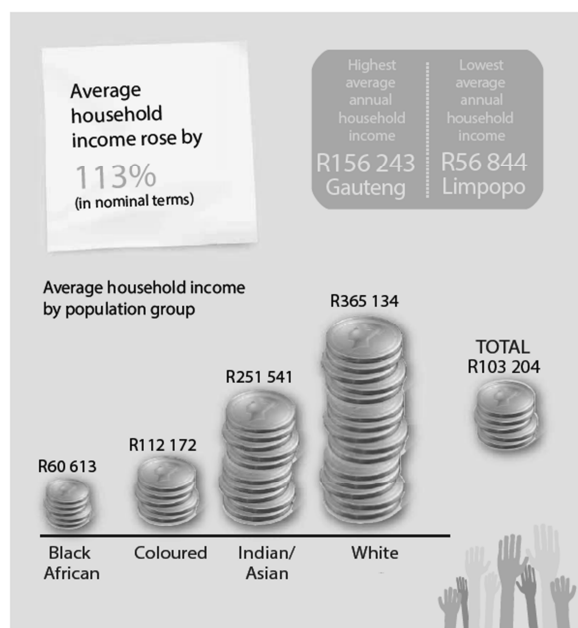 Average
household
income rose by
113%
(in nominal terms)
Highest
average
annual
household
income
R156 243
Gauteng
Lowest
average
annual
household
income
R56 844
Limpopo
Average household income
by population group
R60 613
R112 172
R251 541
R365 134
TOTAL
R103 204
Black
African
Coloured
Indian/
Asian
White